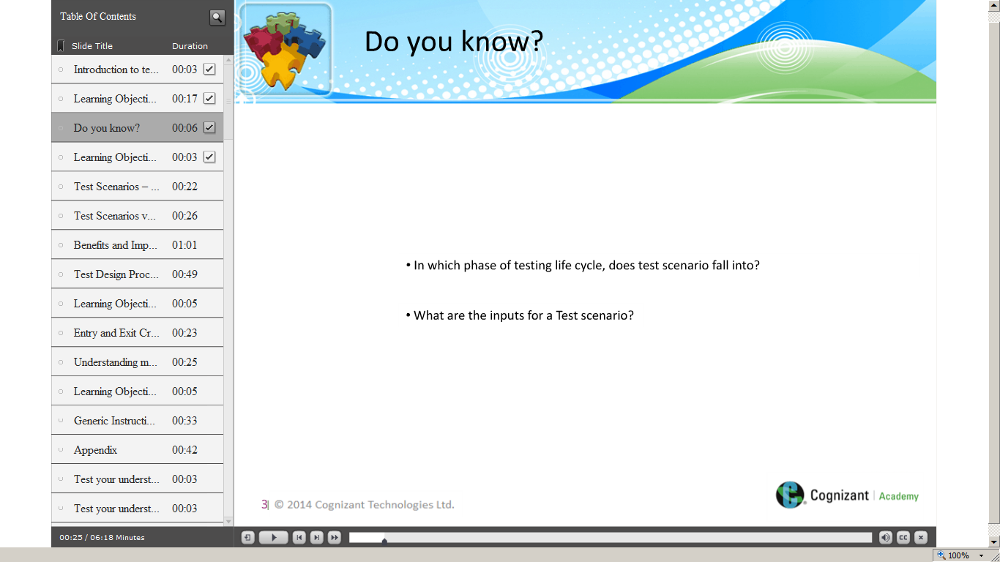 Table Of Contents
Slide Title Duration
Introduction to te... 00:03
Learning Objecti... 00:17
Do you know? 00:06
Learning Objecti... 00:03
Test Scenarios – ... 00:22
Test Scenarios v... 00:26
Benefits and Imp... 01:01
Test Design Proc... 00:49
Learning Objecti... 00:05
Entry and Exit Cr... 00:23
Understanding m... 00:25
Learning Objecti... 00:05
Generic Instructi... 00:33
Appendix 00:42
Test your underst... 00:03
Test your underst... 00:03
00:25 / 06:18 Minutes
Do you know?
• In which phase of testing life cycle, does test scenario fall into?
• What are the inputs for a Test scenario?
3| © 2014 Cognizant Technologies Ltd.
Cognizant | Academy
CC
100%